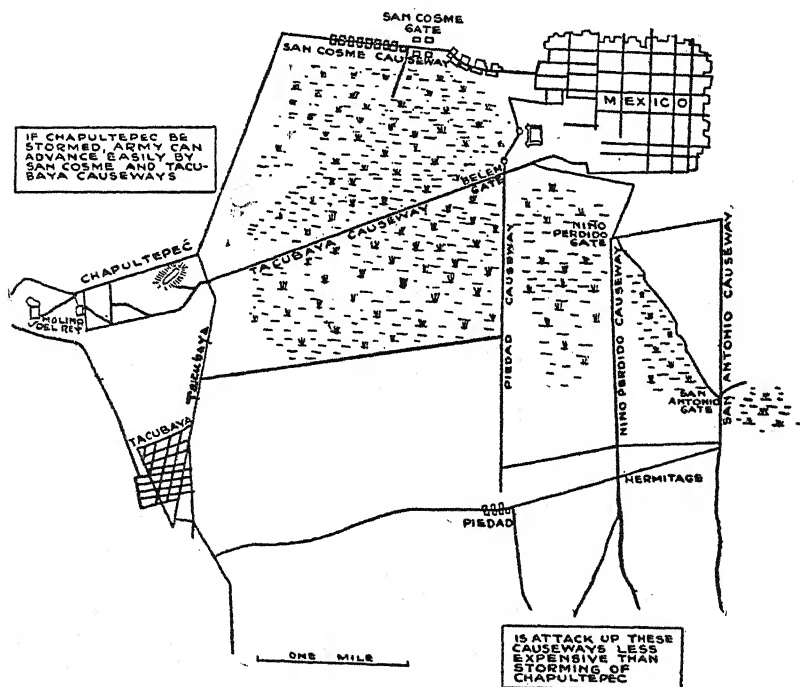 SAN COSME
GATE
SAN COSME CAUSEWAY
MEXICO
IF CHAPULTEPEC BE
STORMED, ARMY CAN
ADVANCE EASILY BY
SAN COSME AND TACU-
BAYA CAUSEWAYS
BELEN
GATE
TACUBAYA CAUSEWAY
NIÑO
PERDIDO
GATE
CHAPULTEPEC
MOLINO
DEL REY
PIEDAD CAUSEWAY
NIÑO PERDIDO CAUSEWAY
SAN ANTONIO CAUSEWAY
SAN
ANTONIO
GATE
TACUBAYA
HERMITAGE
PIEDAD
ONE MILE
IS ATTACK UP THESE
CAUSEWAYS LESS
EXPENSIVE THAN
STORMING OF
CHAPULTEPEC